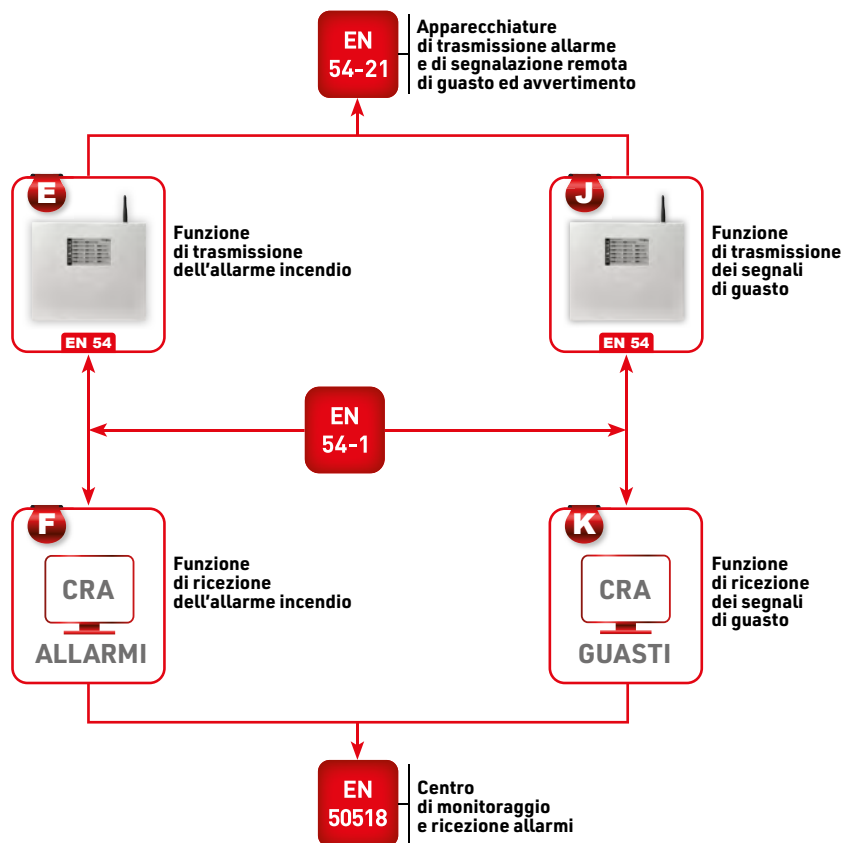 EN
54-21
Apparecchiature
di trasmissione allarme
e di segnalazione remota
di guasto ed avvertimento
E
EN 54
Funzione
di trasmissione
dell'allarme incendio
J
EN 54
Funzione
di trasmissione
dei segnali
di guasto
EN
54-1
F
CRA
ALLARMI
Funzione
di ricezione
dell'allarme incendio
K
CRA
GUASTI
Funzione
di ricezione
dei segnali
di guasto
EN
50518
Centro
di monitoraggio
e ricezione allarmi